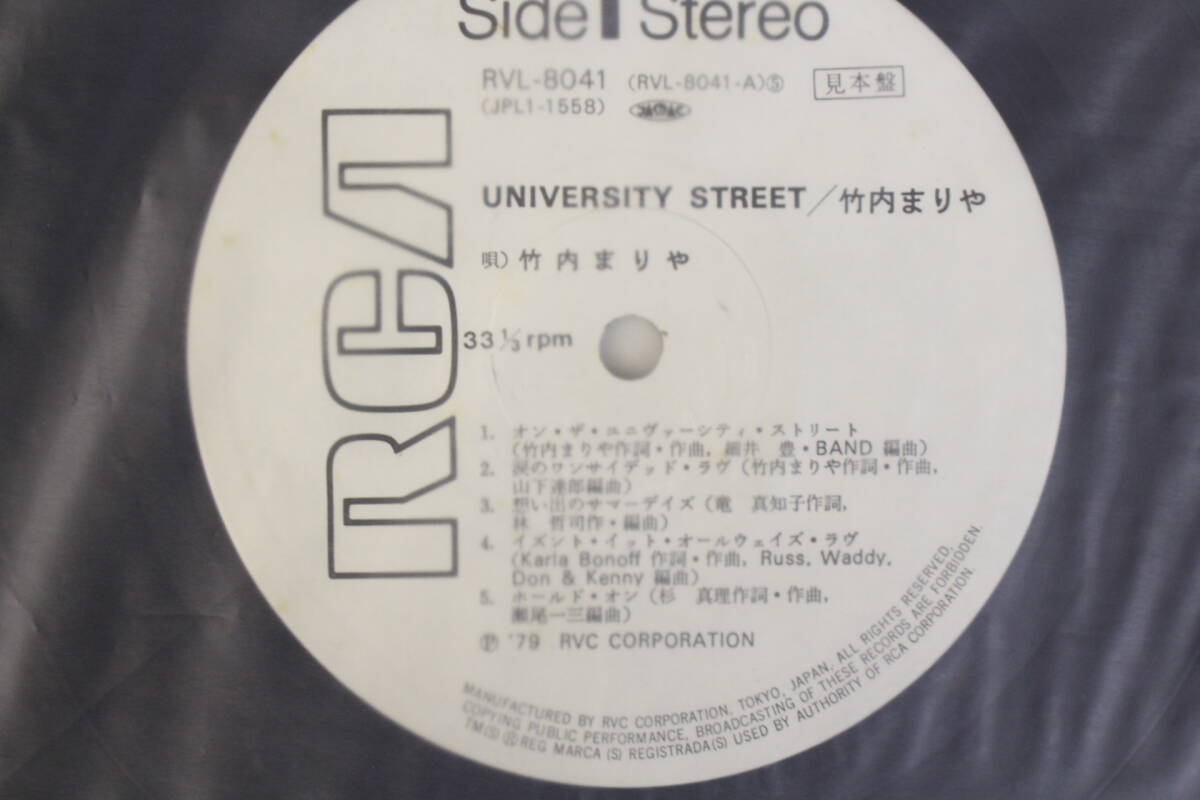 Side 1 Stereo
RVL-8041 (RVL-8041-A)Ⓢ 見本盤
(JPL1-1558)
RCA
UNIVERSITY STREET/竹内まりや
唄)竹内まりや
33 1/3 rpm
1. オン・ザ・ユニヴァーシティ・ストリート
(竹内まりや作詞・作曲, 細井 豊・BAND 編曲)
2. 涙のワンサイデッド・ラヴ(竹内まりや作詞・作曲,
山下達郎編曲)
3. 想い出のサマーデイズ(竜 真知子作詞,
林 哲司作・編曲)
4. イズント・イット・オールウェイズ・ラヴ
(Karla Bonoff 作詞・作曲, Russ, Waddy,
Don & Kenny 編曲)
5. ホールド・オン(杉 真理作詞・作曲,
瀬尾一三編曲)
Ⓟ '79 RVC CORPORATION
MANUFACTURED BY RVC CORPORATION, TOKYO, JAPAN, ALL RIGHTS RESERVED,
COPYING PUBLIC PERFORMANCE, BROADCASTING OF THESE RECORDS ARE FORBIDDEN.
TM(S) ® REG MARCA (S) REGISTRADA(S) USED BY AUTHORITY OF RCA CORPORATION.